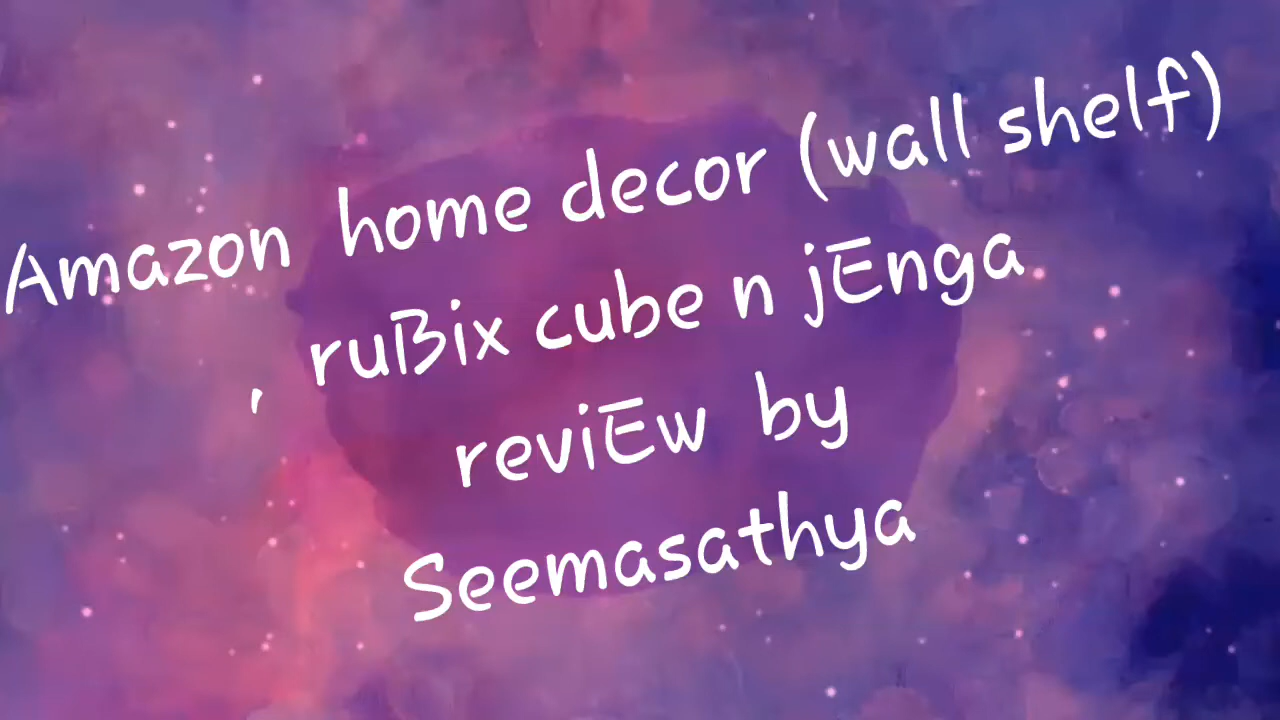 Amazon home decor (wall shelf)
, ruBix cube n jEnga
reviEw by
Seemasathya